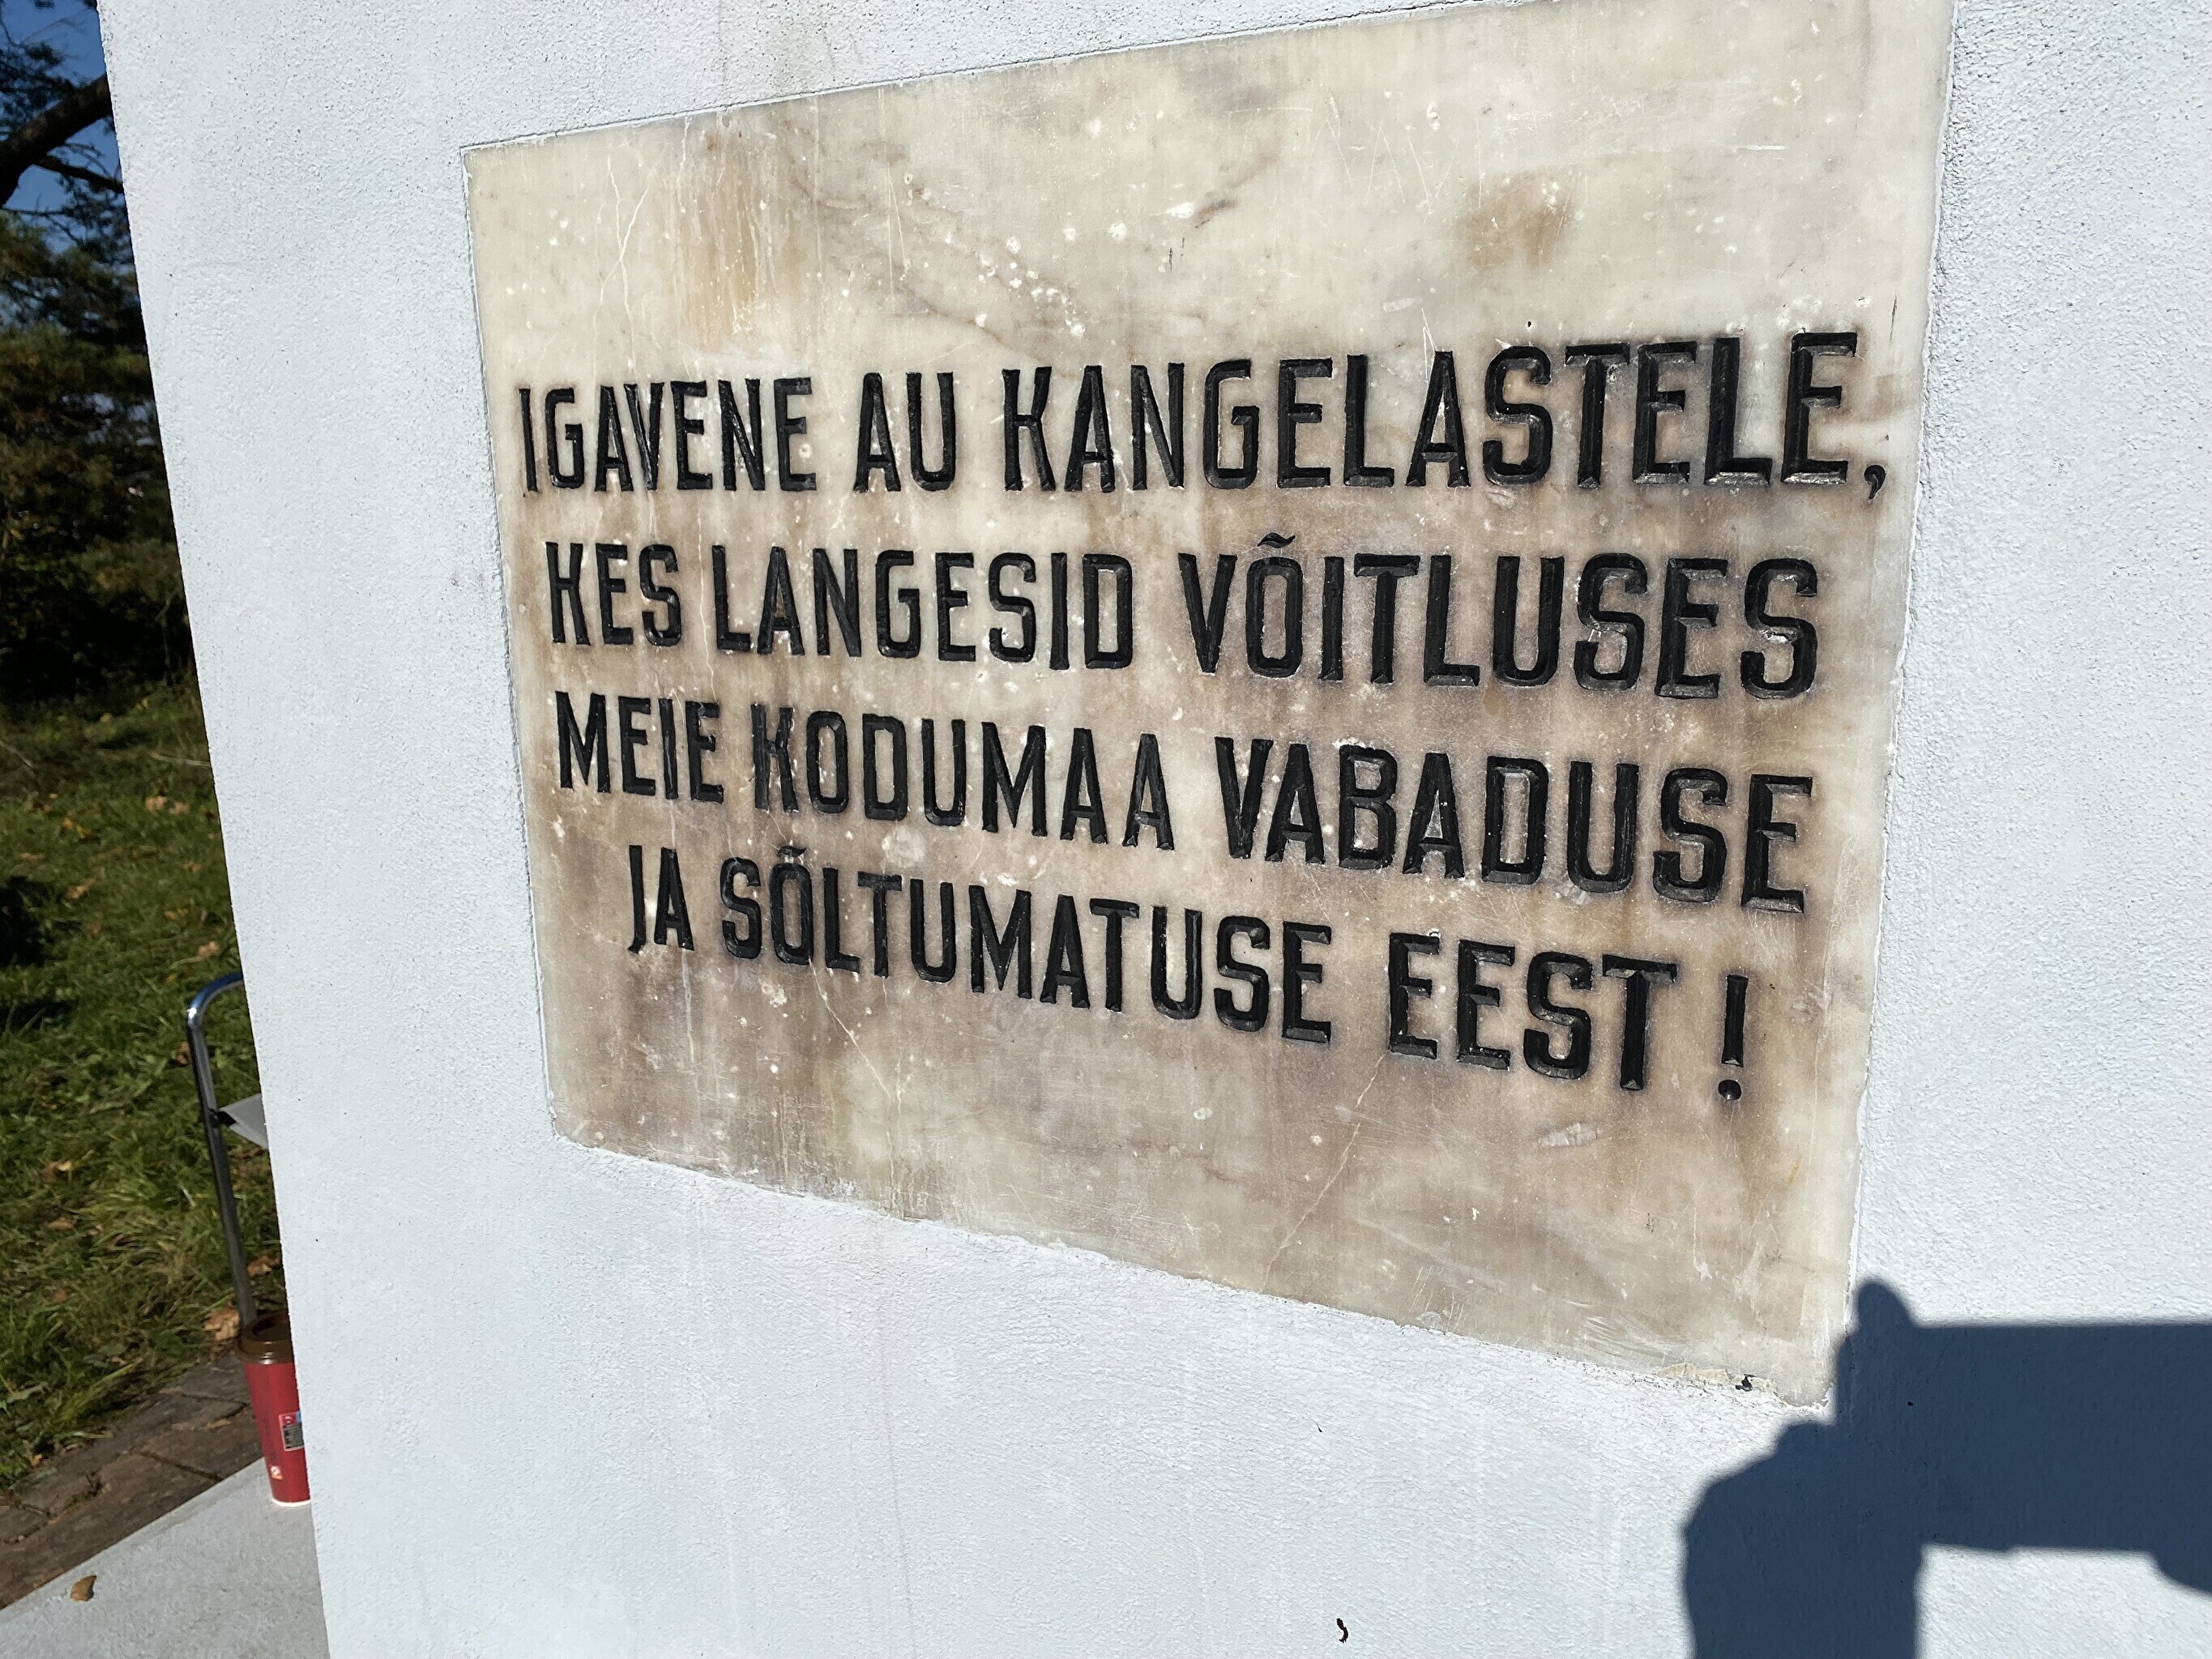 IGAVENE AU KANGELASTELE,
KES LANGESID VÕITLUSES
MEIE KODUMAA VABADUSE
JA SÕLTUMATUSE EEST !